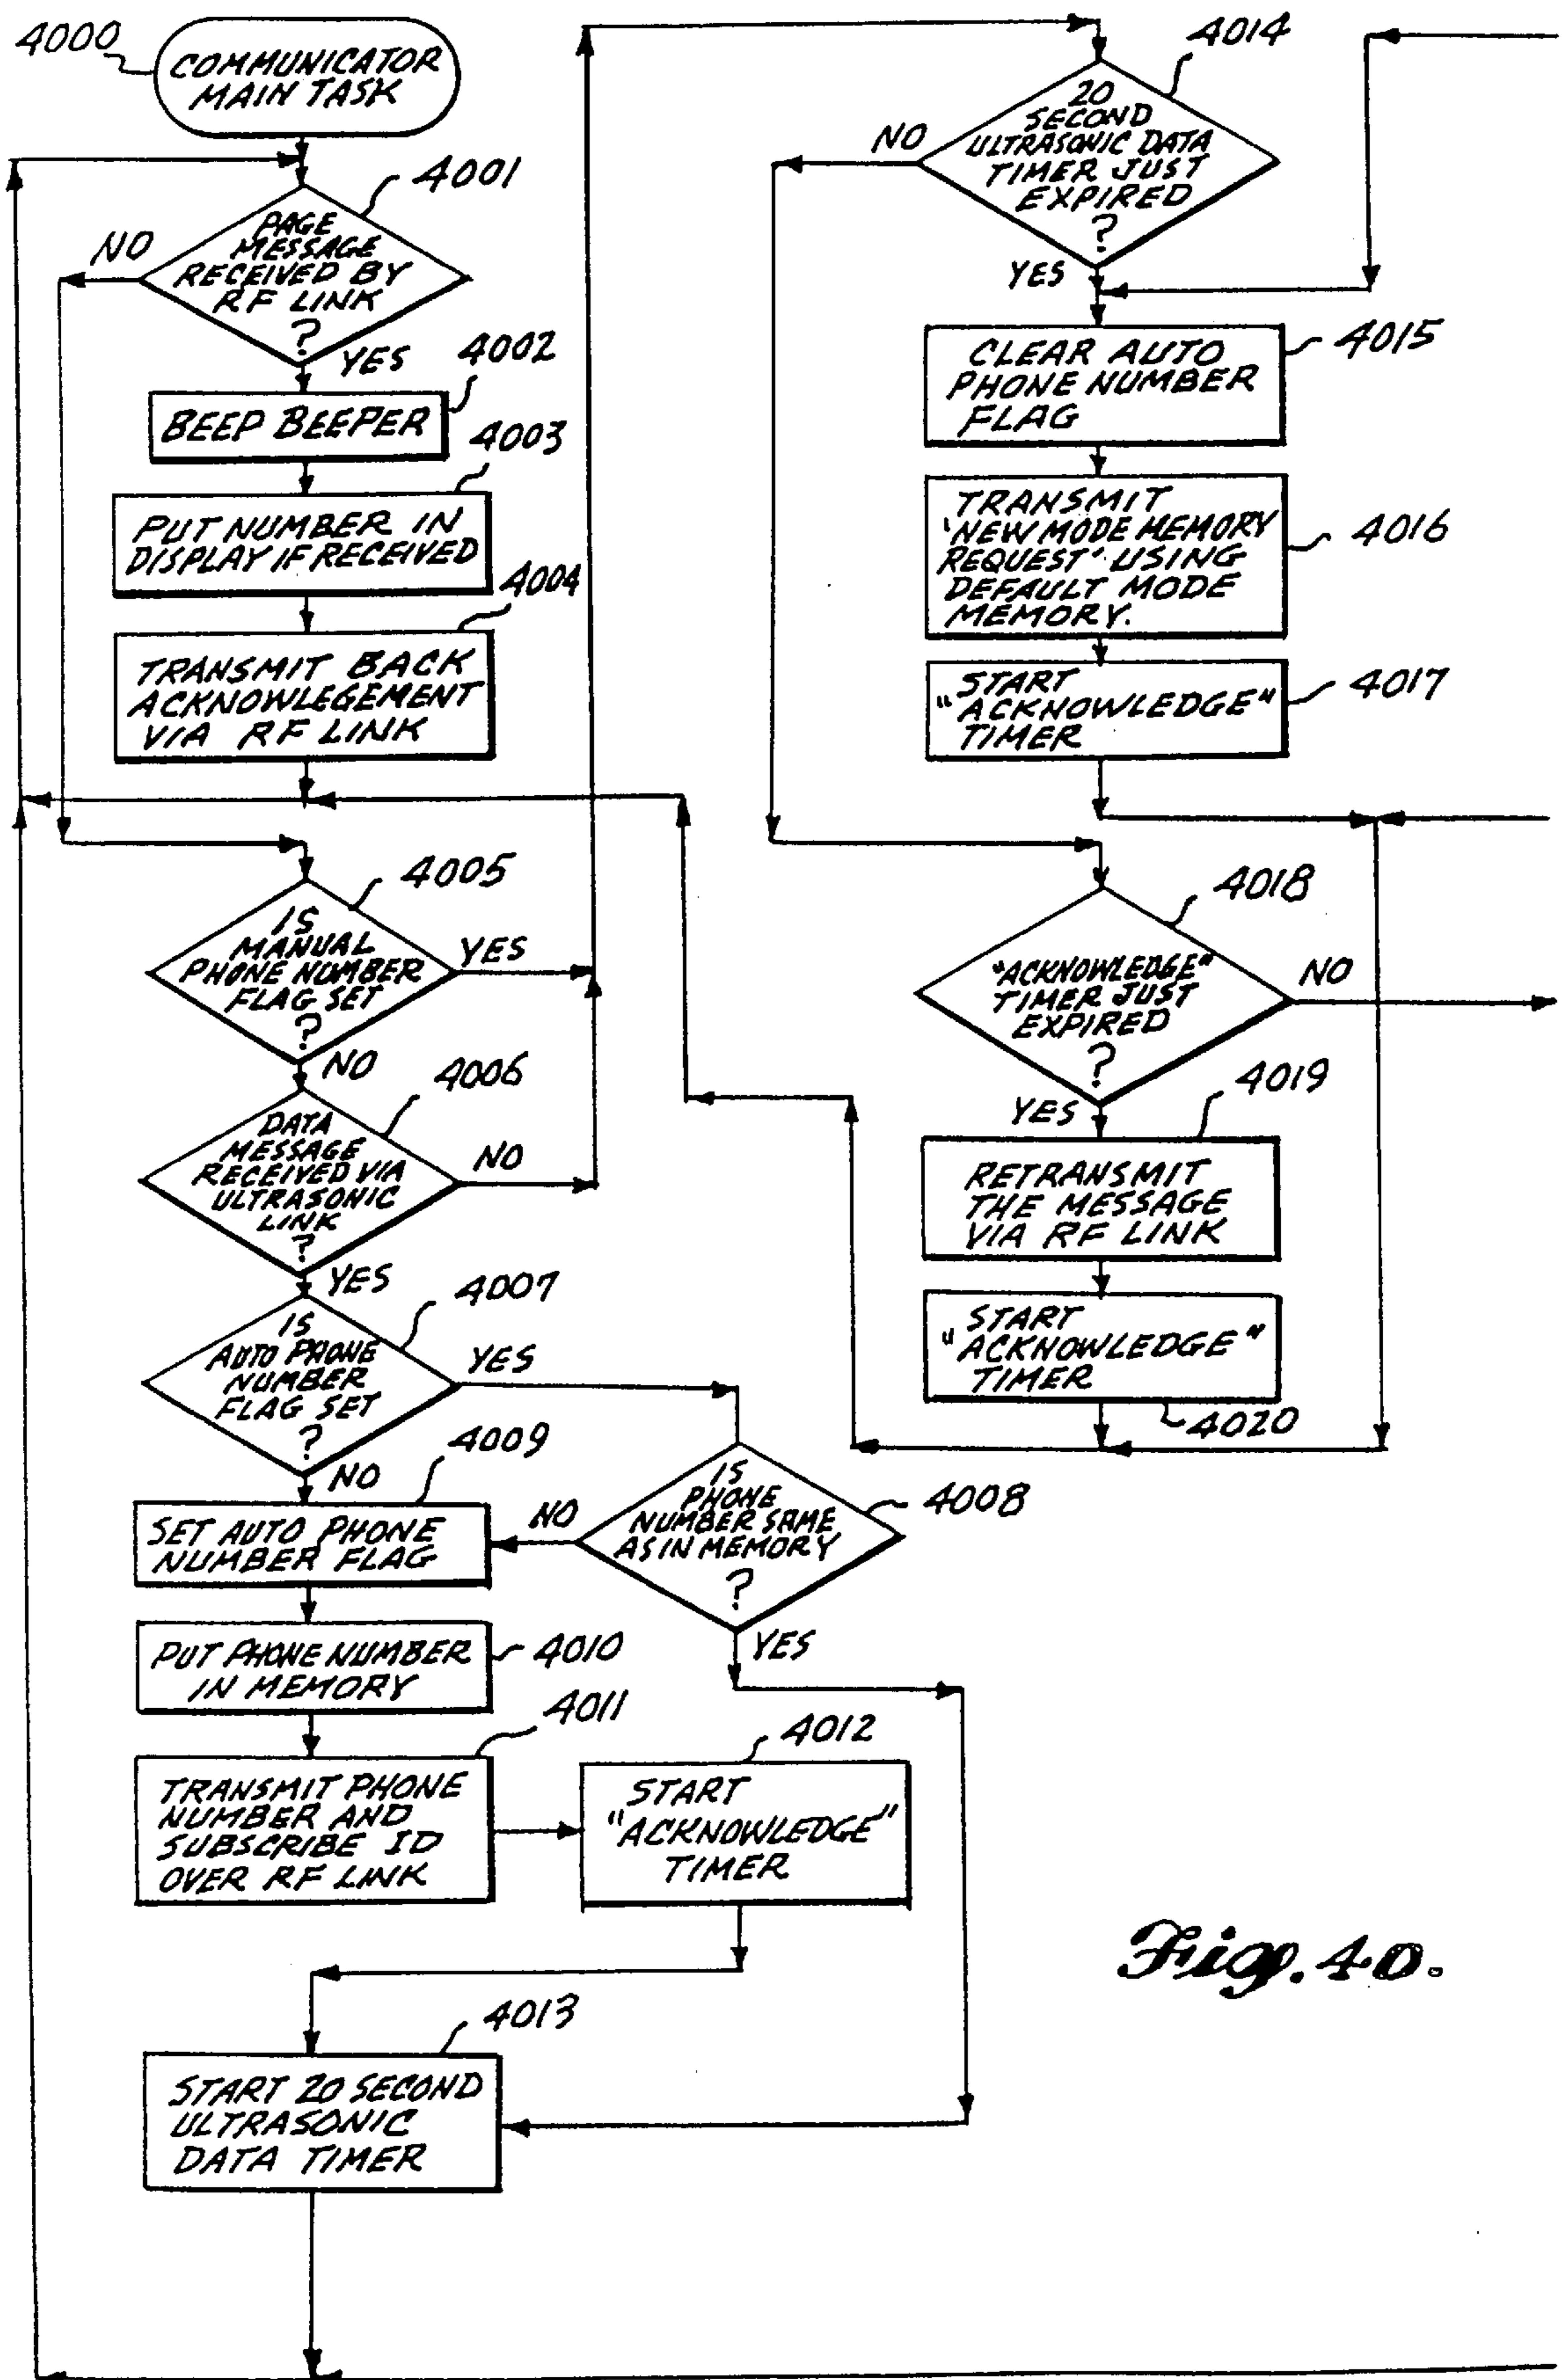 4000
COMMUNICATOR
MAIN TASK
4001
PAGE
MESSAGE
RECEIVED BY
RF LINK
?
NO
YES
4002
BEEP BEEPER
4003
PUT NUMBER IN
DISPLAY IF RECEIVED
4004
TRANSMIT BACK
ACKNOWLEGEMENT
VIA RF LINK
4005
IS
MANUAL
PHONE NUMBER
FLAG SET
?
YES
NO
4006
DATA
MESSAGE
RECEIVED VIA
ULTRASONIC
LINK
?
NO
YES
4007
IS
AUTO PHONE
NUMBER
FLAG SET
?
YES
NO
4008
IS
PHONE
NUMBER SAME
AS IN MEMORY
?
NO
YES
4009
SET AUTO PHONE
NUMBER FLAG
4010
PUT PHONE NUMBER
IN MEMORY
4011
TRANSMIT PHONE
NUMBER AND
SUBSCRIBE ID
OVER RF LINK
4012
START
"ACKNOWLEDGE"
TIMER
4013
START 20 SECOND
ULTRASONIC
DATA TIMER
4014
20
SECOND
ULTRASONIC DATA
TIMER JUST
EXPIRED
?
NO
YES
4015
CLEAR AUTO
PHONE NUMBER
FLAG
4016
TRANSMIT
'NEW MODE MEMORY
REQUEST' USING
DEFAULT MODE
MEMORY.
4017
START
"ACKNOWLEDGE"
TIMER
4018
"ACKNOWLEDGE"
TIMER JUST
EXPIRED
?
NO
YES
4019
RETRANSMIT
THE MESSAGE
VIA RF LINK
START
"ACKNOWLEDGE"
TIMER
4020
Fig. 40.